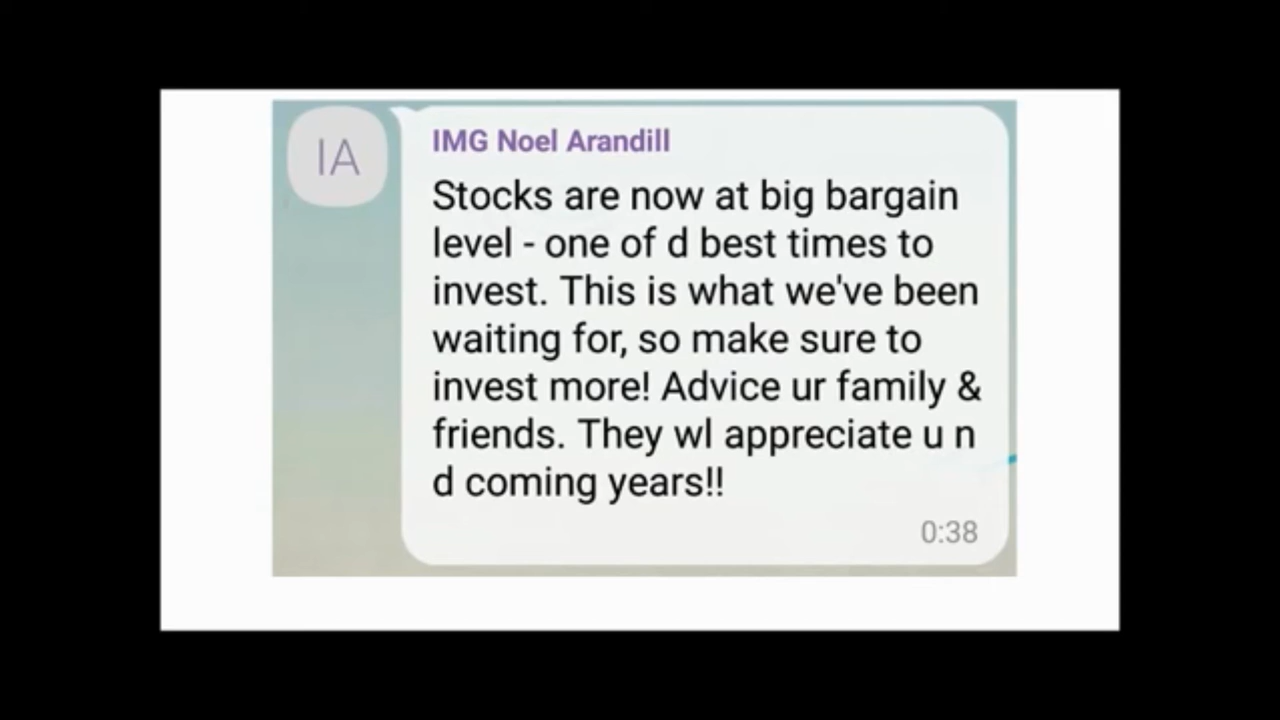 IA
IMG Noel Arandill
Stocks are now at big bargain
level - one of d best times to
invest. This is what we've been
waiting for, so make sure to
invest more! Advice ur family &
friends. They wl appreciate u n
d coming years!!
0:38